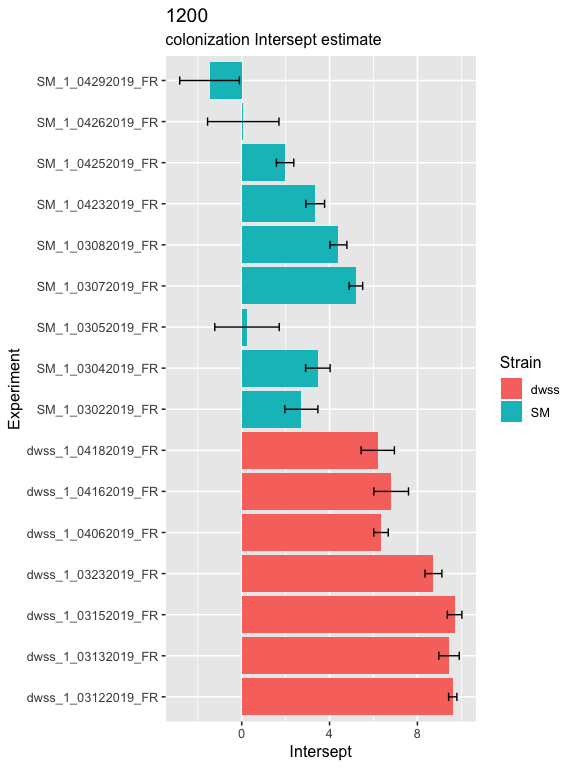 1200
colonization Intersept estimate
SM_1_04292019_FR
SM_1_04262019_FR
SM_1_04252019_FR
SM_1_04232019_FR
SM_1_03082019_FR
SM_1_03072019_FR
SM_1_03052019_FR
SM_1_03042019_FR
SM_1_03022019_FR
dwss_1_04182019_FR
dwss_1_04162019_FR
dwss_1_04062019_FR
dwss_1_03232019_FR
dwss_1_03152019_FR
dwss_1_03132019_FR
dwss_1_03122019_FR
Experiment
0 4 8
Intersept
Strain
dwss
SM